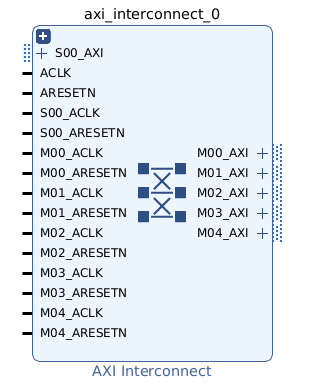 axi_interconnect_0
S00_AXI
ACLK
ARESETN
S00_ACLK
S00_ARESETN
M00_ACLK
M00_ARESETN
M01_ACLK
M01_ARESETN
M02_ACLK
M02_ARESETN
M03_ACLK
M03_ARESETN
M04_ACLK
M04_ARESETN
M00_AXI
M01_AXI
M02_AXI
M03_AXI
M04_AXI
AXI Interconnect